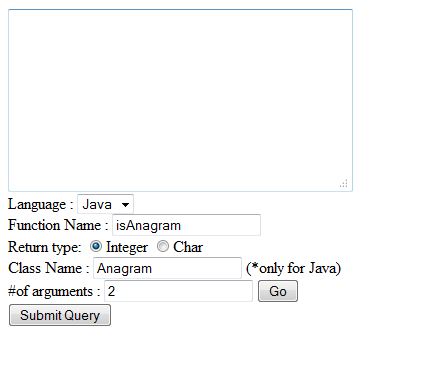 Language : Java
Function Name : isAnagram
Return type: Integer Char
Class Name : Anagram (*only for Java)
#of arguments : 2 Go
Submit Query